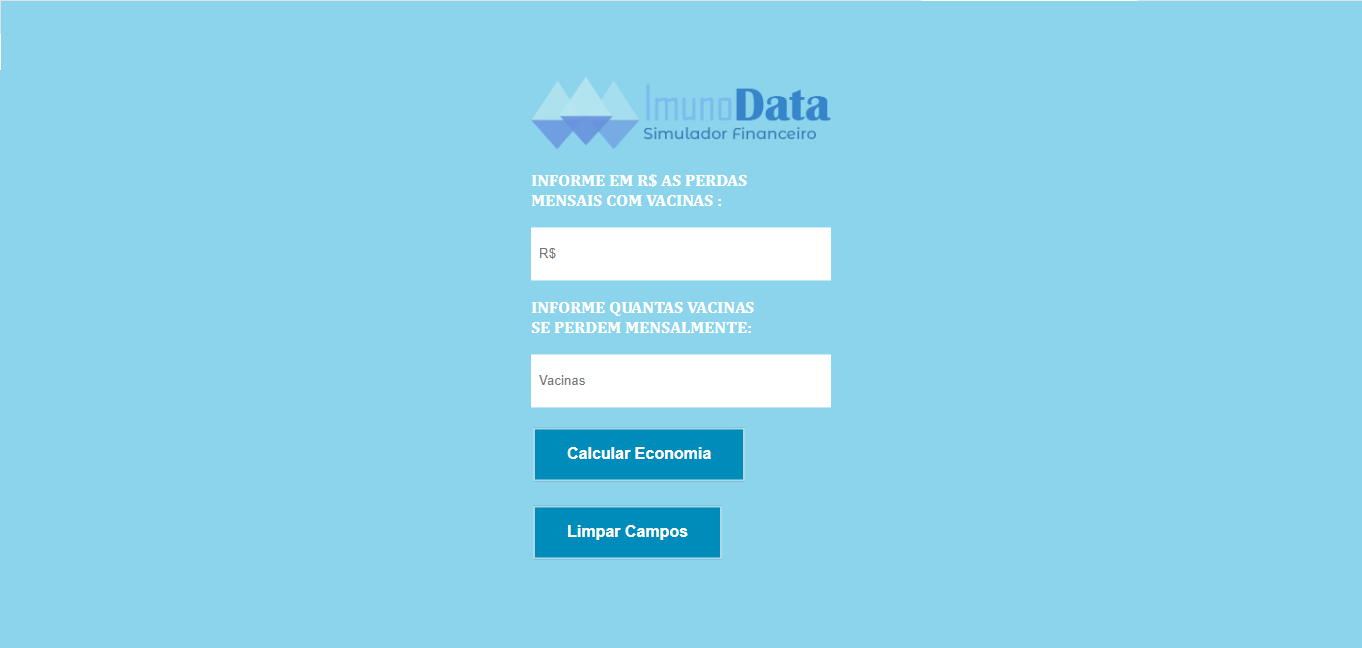 ImunoData
Simulador Financeiro
INFORME EM R$ AS PERDAS
MENSAIS COM VACINAS :
R$
INFORME QUANTAS VACINAS
SE PERDEM MENSALMENTE:
Vacinas
Calcular Economia
Limpar Campos